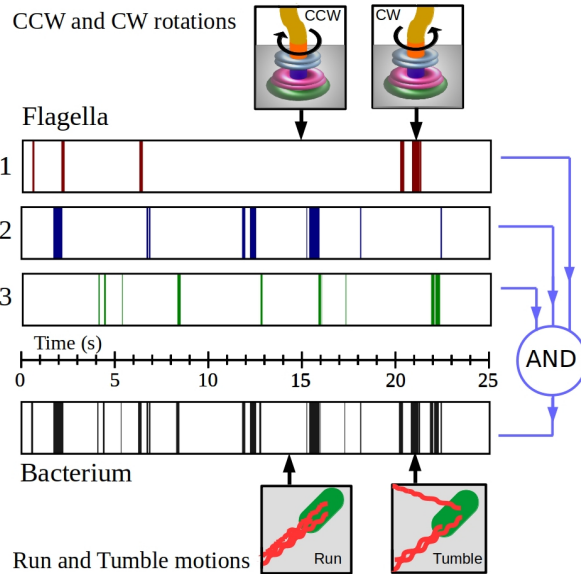 CCW and CW rotations
CCW
CW
Flagella
1
2
3
Time (s)
0 5 10 15 20 25
AND
Bacterium
Run
Tumble
Run and Tumble motions